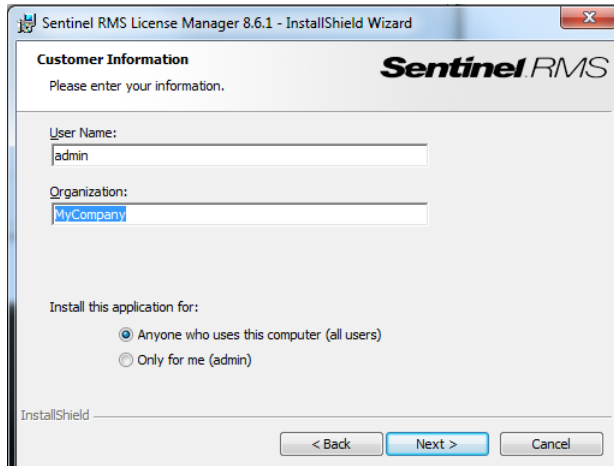 Sentinel RMS License Manager 8.6.1 - InstallShield Wizard
Customer Information
Please enter your information.
Sentinel RMS
User Name:
admin
Organization:
MyCompany
Install this application for:
Anyone who uses this computer (all users)
Only for me (admin)
InstallShield
< Back Next > Cancel